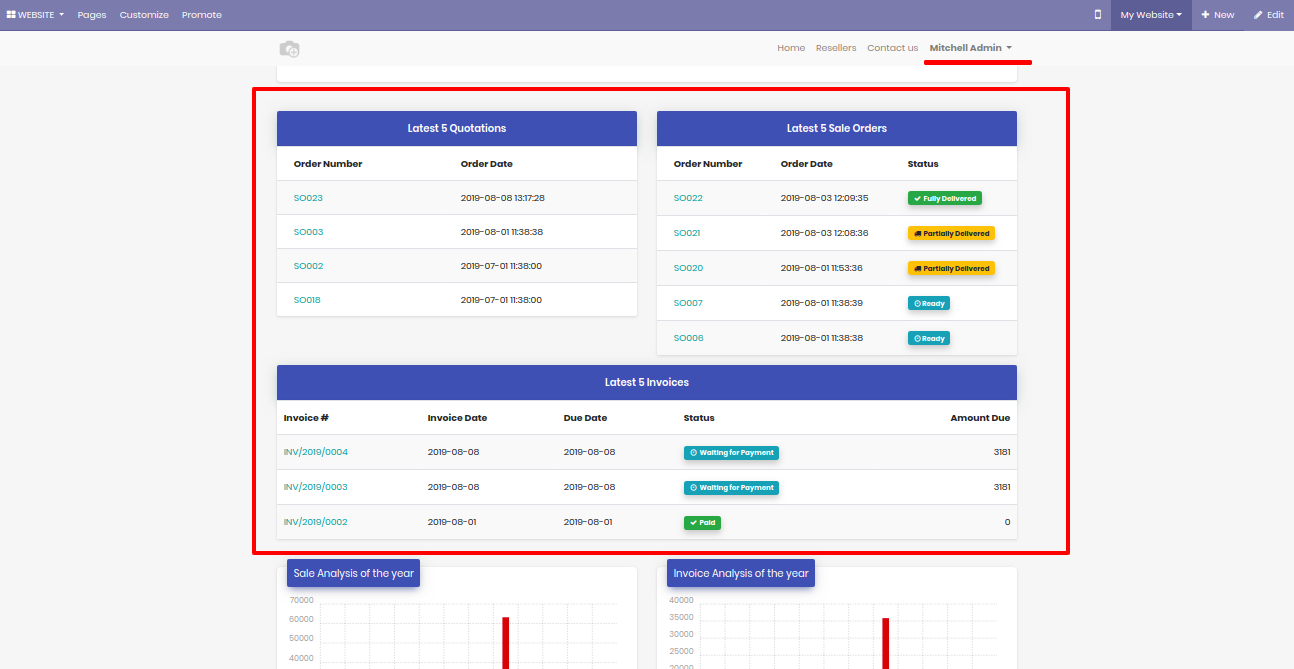 WEBSITE Pages Customize Promote My Website New Edit
Home Resellers Contact us Mitchell Admin
Latest 5 Quotations
Order Number Order Date
SO023 2019-08-08 13:17:28
SO003 2019-08-01 11:38:38
SO002 2019-07-01 11:38:00
SO018 2019-07-01 11:38:00
Latest 5 Sale Orders
Order Number Order Date Status
SO022 2019-08-03 12:09:35 Fully Delivered
SO021 2019-08-03 12:08:36 Partially Delivered
SO020 2019-08-01 11:53:36 Partially Delivered
SO007 2019-08-01 11:38:39 Ready
SO006 2019-08-01 11:38:38 Ready
Latest 5 Invoices
Invoice # Invoice Date Due Date Status Amount Due
INV/2019/0004 2019-08-08 2019-08-08 Waiting for Payment 3181
INV/2019/0003 2019-08-08 2019-08-08 Waiting for Payment 3181
INV/2019/0002 2019-08-01 2019-08-01 Paid 0
Sale Analysis of the year
70000
60000
50000
40000
Invoice Analysis of the year
40000
35000
30000
25000
20000